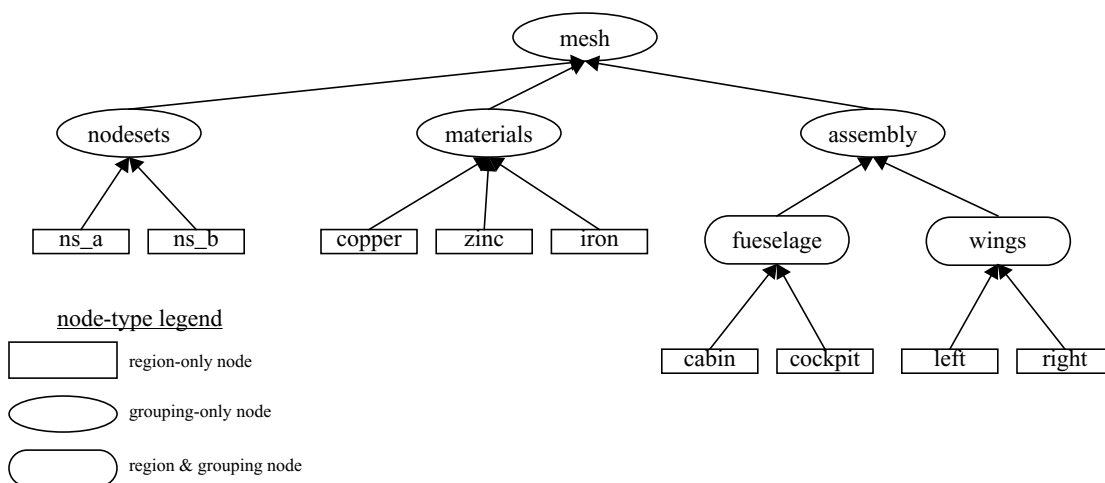 mesh
nodesets
materials
assembly
ns_a
ns_b
copper
zinc
iron
fueselage
wings
cabin
cockpit
left
right
node-type legend
region-only node
grouping-only node
region & grouping node